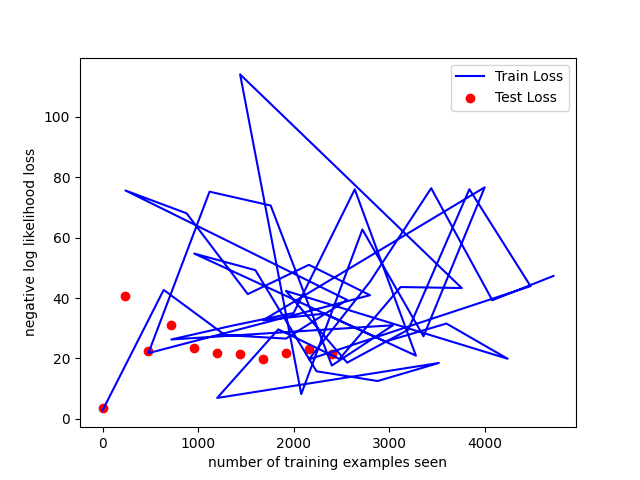 Train Loss
Test Loss
negative log likelihood loss
100
80
60
40
20
0
0 1000 2000 3000 4000
number of training examples seen